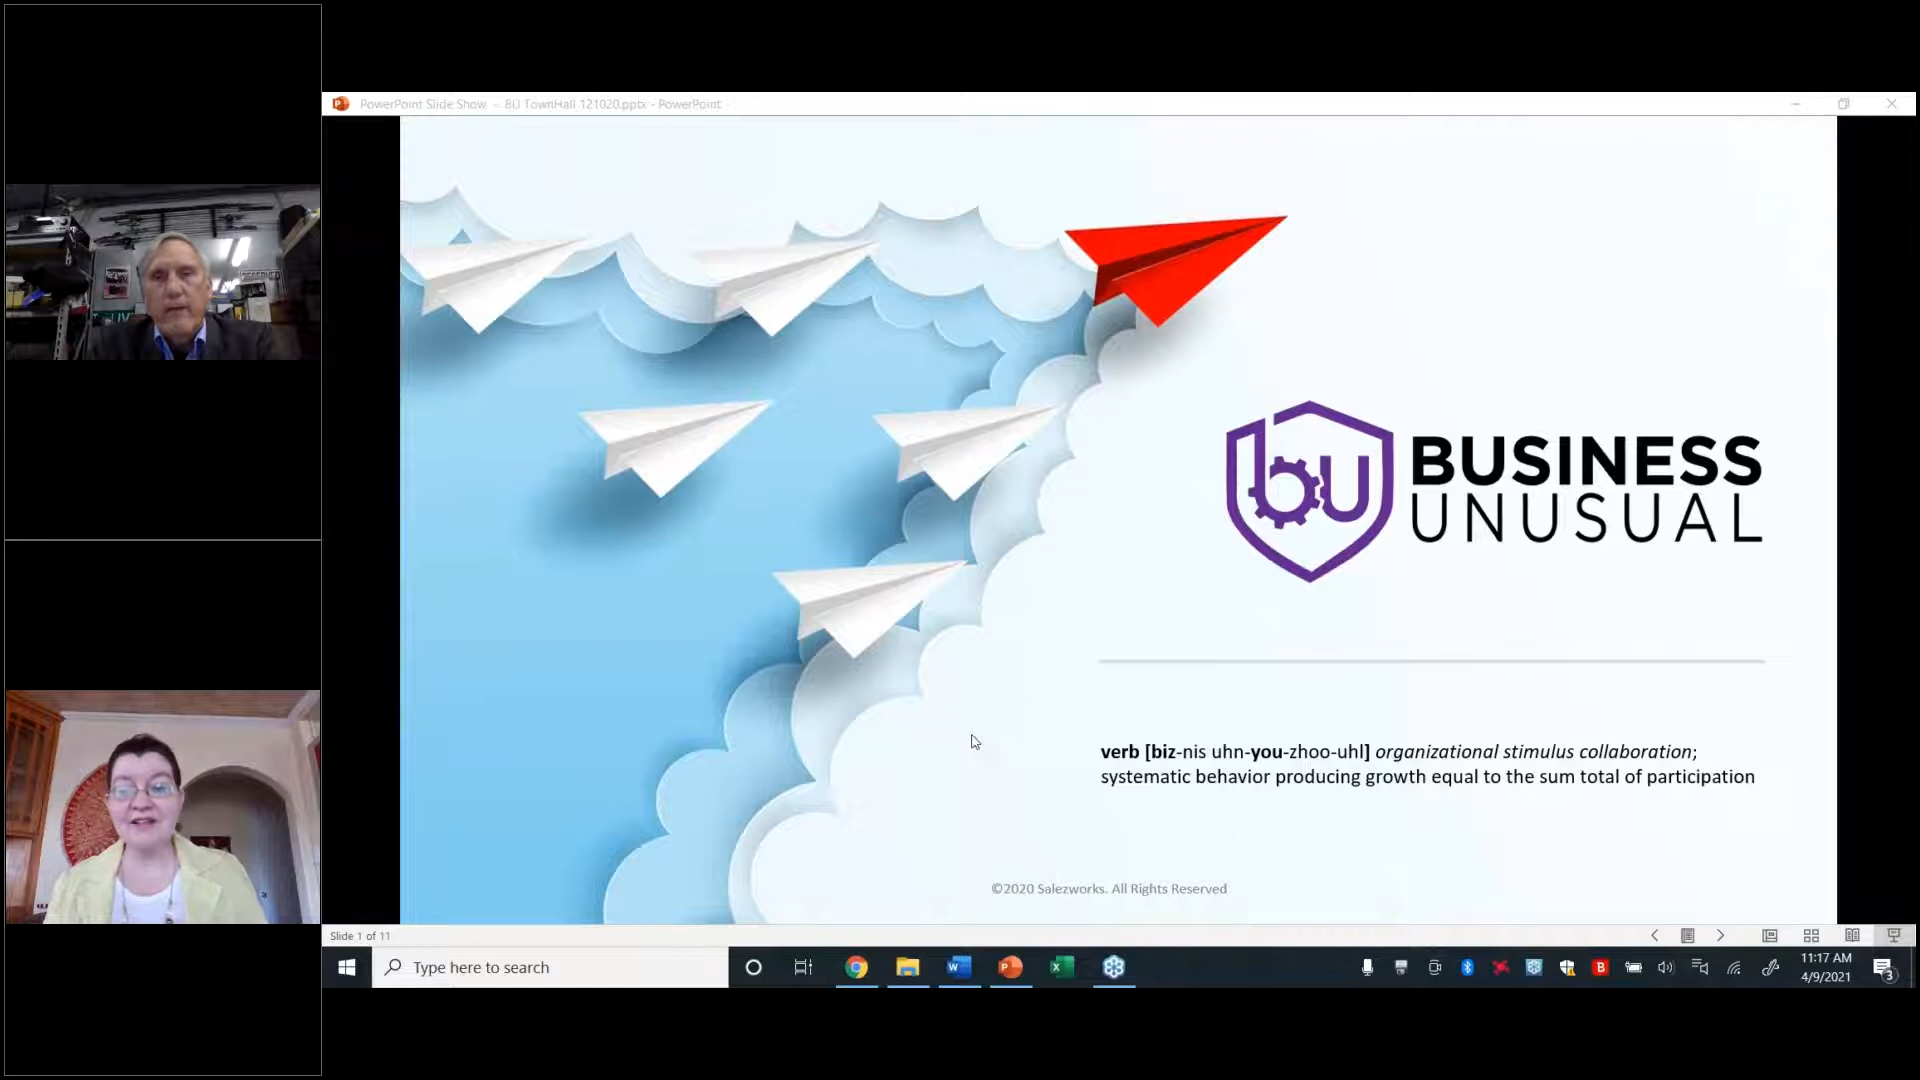 PowerPoint Slide Show - BU TownHall 121020.pptx - PowerPoint
bU
BUSINESS
UNUSUAL
verb [biz-nis uhn-you-zhoo-uhl] organizational stimulus collaboration;
systematic behavior producing growth equal to the sum total of participation
©2020 Salezworks. All Rights Reserved
Slide 1 of 11
Type here to search
11:17 AM
4/9/2021
3